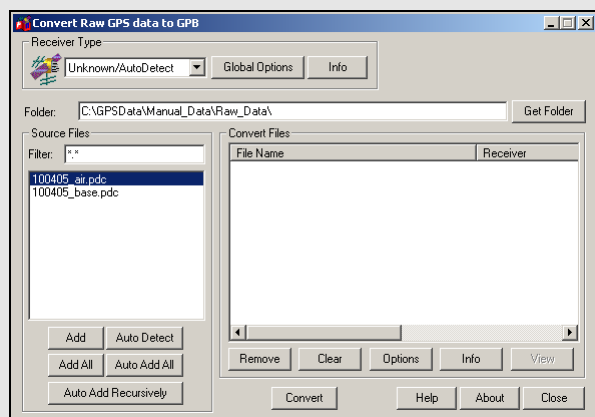 Convert Raw GPS data to GPB
Receiver Type
Unknown/AutoDetect
Global Options
Info
Folder:
C:\GPSData\Manual_Data\Raw_Data\
Get Folder
Source Files
Filter:
*.*
100405_air.pdc
100405_base.pdc
Add
Auto Detect
Add All
Auto Add All
Auto Add Recursively
Convert Files
File Name
Receiver
Remove
Clear
Options
Info
View
Convert
Help
About
Close